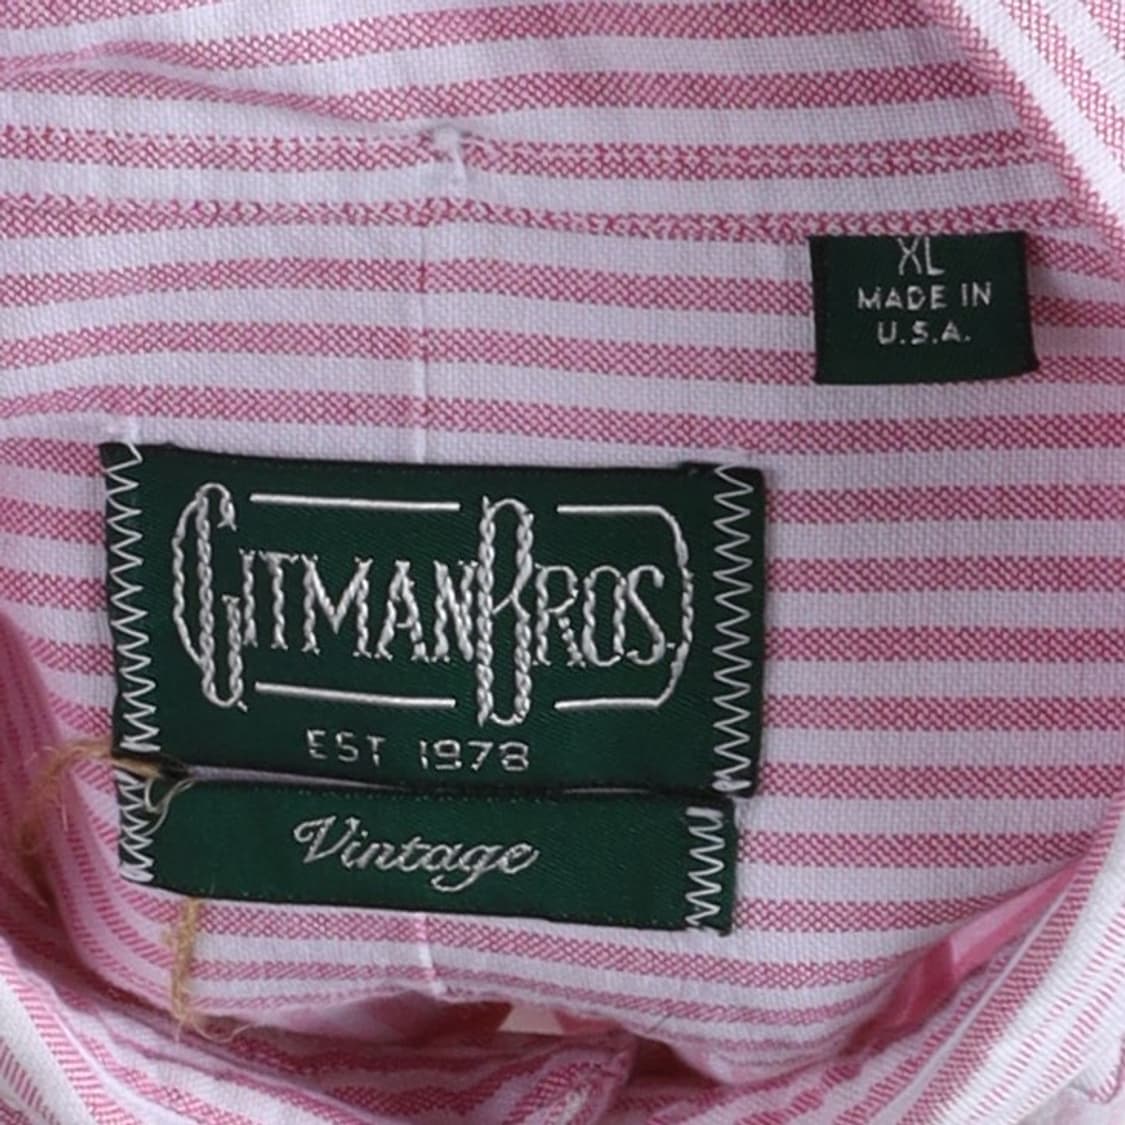 XL
MADE IN
U.S.A.
GITMAN BROS.
EST 1978
Vintage